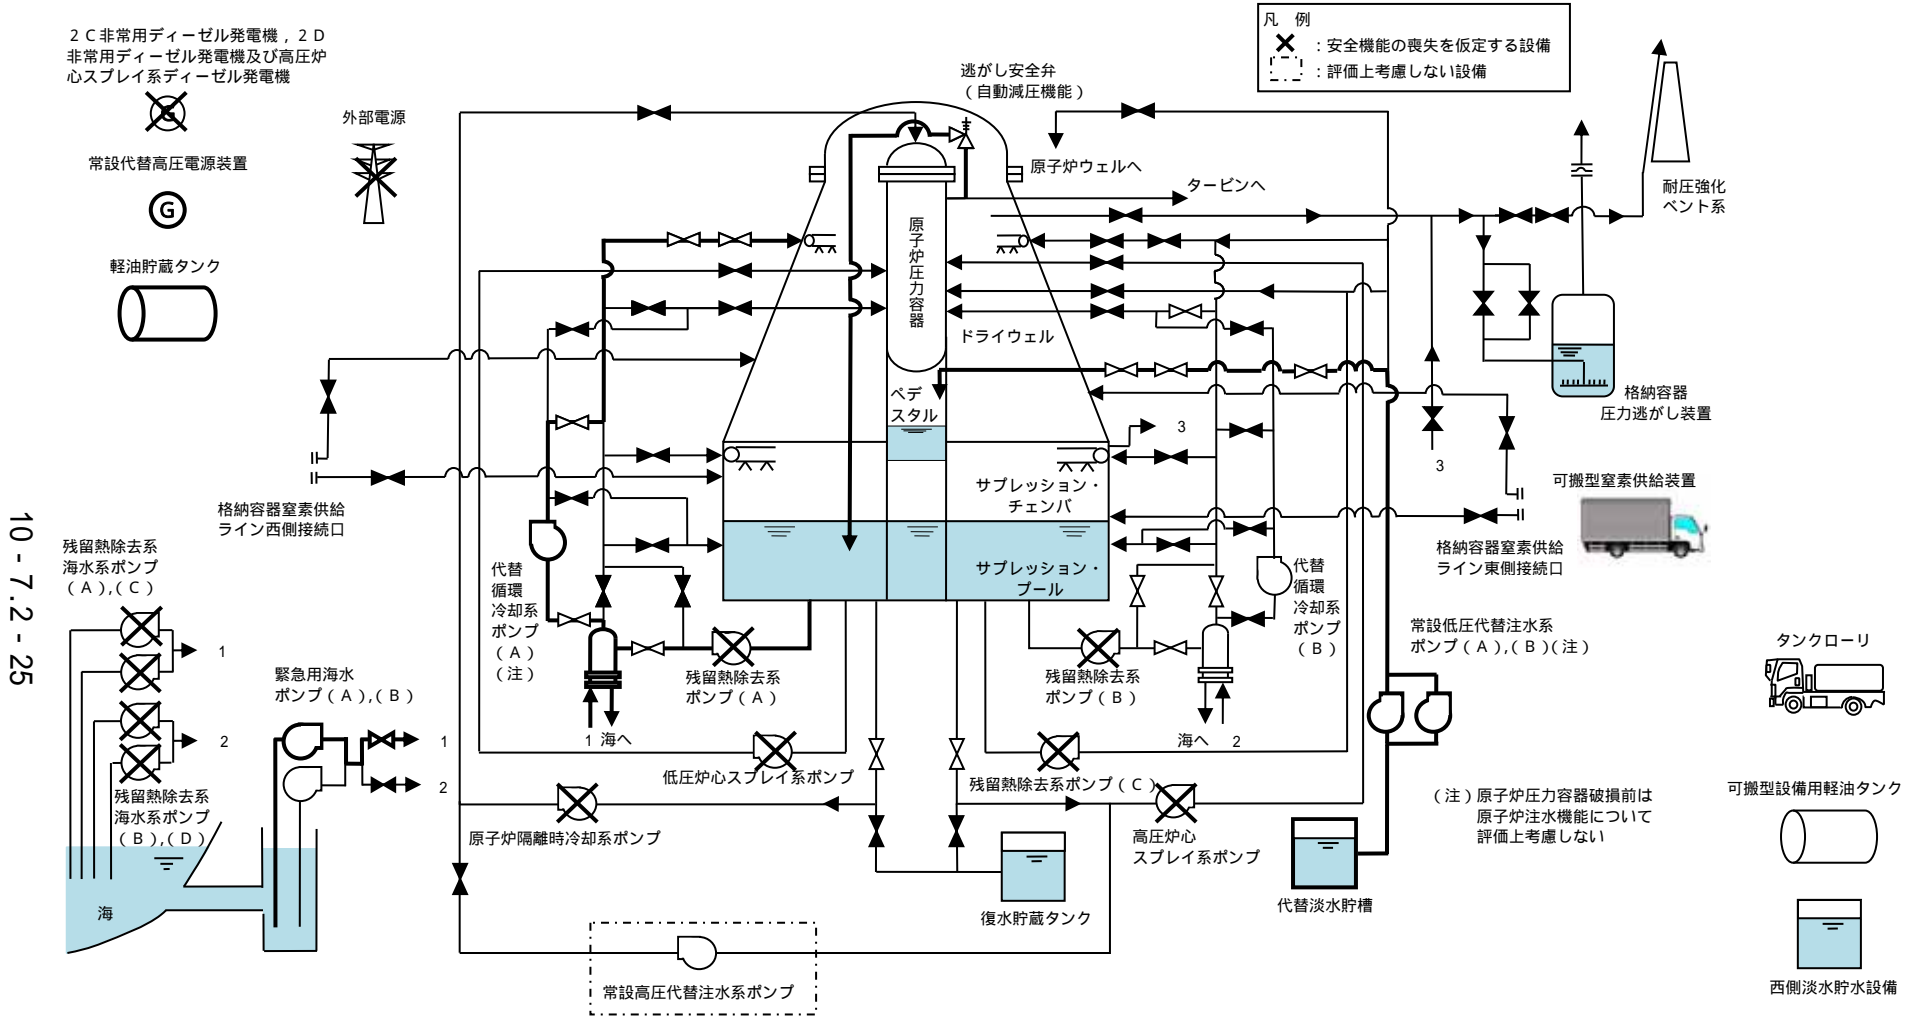 2C非常用ディーゼル発電機，2D
非常用ディーゼル発電機及び高圧炉
心スプレイ系ディーゼル発電機
G
外部電源
常設代替高圧電源装置
G
軽油貯蔵タンク
凡 例
：安全機能の喪失を仮定する設備
：評価上考慮しない設備
逃がし安全弁
（自動減圧機能）
原子炉ウェルへ
タービンへ
耐圧強化
ベント系
原子炉圧力容器
ドライウェル
ペデ
スタル
格納容器
圧力逃がし装置
3
3
サプレッション・
チェンバ
サプレッション・
プール
格納容器窒素供給
ライン西側接続口
可搬型窒素供給装置
格納容器窒素供給
ライン東側接続口
10－7.2－25
残留熱除去系
海水系ポンプ
(A),(C)
1
2
残留熱除去系
海水系ポンプ
(B),(D)
海
緊急用海水
ポンプ(A),(B)
1
2
代替
循環
冷却系
ポンプ
(A)
(注)
残留熱除去系
ポンプ(A)
1 海へ
残留熱除去系
ポンプ(B)
代替
循環
冷却系
ポンプ
(B)
海へ 2
常設低圧代替注水系
ポンプ(A),(B)(注)
タンクローリ
低圧炉心スプレイ系ポンプ
残留熱除去系ポンプ(C)
原子炉隔離時冷却系ポンプ
高圧炉心
スプレイ系ポンプ
(注)原子炉圧力容器破損前は
原子炉注水機能について
評価上考慮しない
可搬型設備用軽油タンク
復水貯蔵タンク
代替淡水貯槽
常設高圧代替注水系ポンプ
西側淡水貯水設備